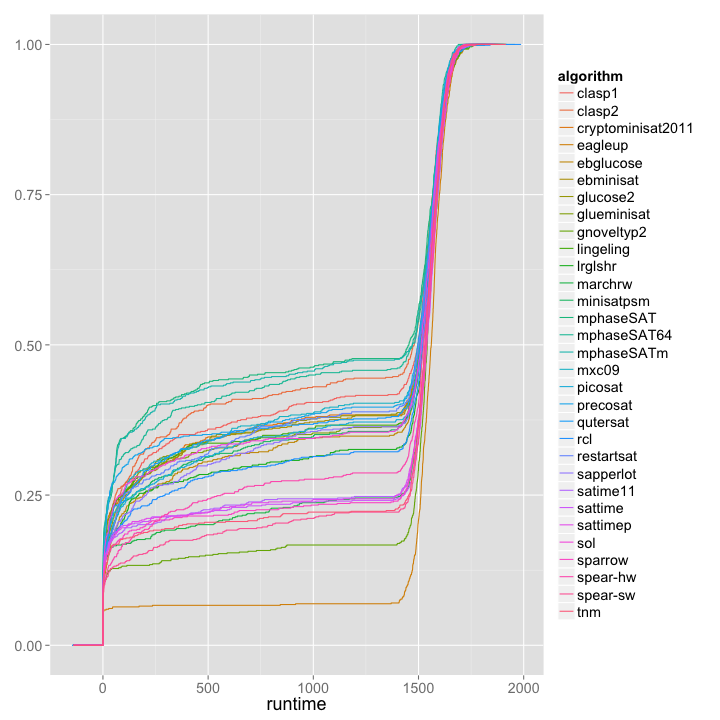 1.00
0.75
0.50
0.25
0.00
0
500
1000
1500
2000
runtime
algorithm
clasp1
clasp2
cryptominisat2011
eagleup
ebglucose
ebminisat
glucose2
glueminisat
gnoveltyp2
lingeling
lrglshr
marchrw
minisatpsm
mphaseSAT
mphaseSAT64
mphaseSATm
mxc09
picosat
precosat
qutersat
rcl
restartsat
sapperlot
satime11
sattime
sattimep
sol
sparrow
spear-hw
spear-sw
tnm